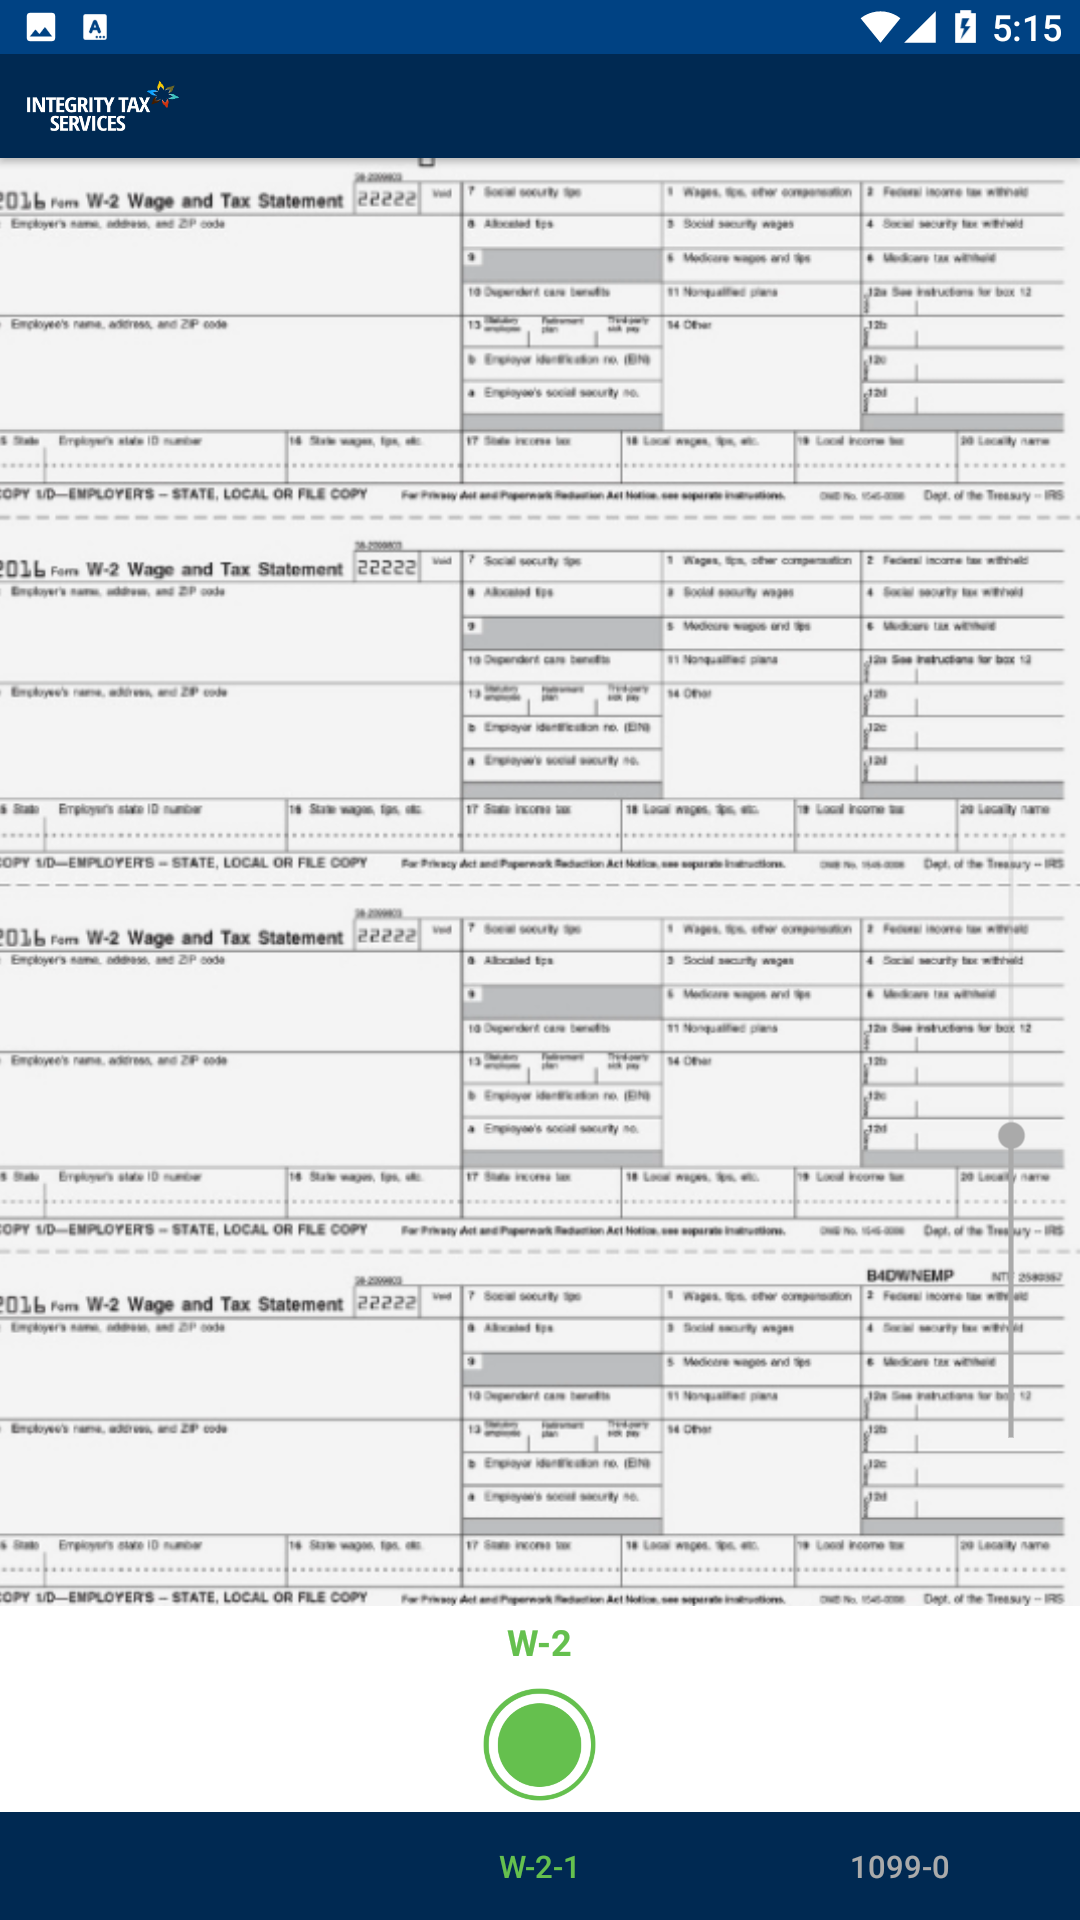 5:15
INTEGRITY TAX
SERVICES
38-2099803
2016 Form W-2 Wage and Tax Statement 22222 Void 7 Social security tips 1 Wages, tips, other compensation 2 Federal income tax withheld
Employer's name, address, and ZIP code 8 Allocated tips 3 Social security wages 4 Social security tax withheld
9 5 Medicare wages and tips 6 Medicare tax withheld
10 Dependent care benefits 11 Nonqualified plans 12a See instructions for box 12
Employee's name, address, and ZIP code 13 Statutory employee Retirement plan Third-party sick pay 14 Other 12b
b Employer identification no. (EIN) 12c
a Employee's social security no. 12d
5 State Employer's state ID number 16 State wages, tips, etc. 17 State income tax 18 Local wages, tips, etc. 19 Local income tax 20 Locality name
OPY 1/D—EMPLOYER'S – STATE, LOCAL OR FILE COPY For Privacy Act and Paperwork Reduction Act Notice, see separate instructions. OMB No. 1545-0008 Dept. of the Treasury – IRS
38-2099803
2016 Form W-2 Wage and Tax Statement 22222 Void 7 Social security tips 1 Wages, tips, other compensation 2 Federal income tax withheld
Employer's name, address, and ZIP code 8 Allocated tips 3 Social security wages 4 Social security tax withheld
9 5 Medicare wages and tips 6 Medicare tax withheld
10 Dependent care benefits 11 Nonqualified plans 12a See instructions for box 12
Employee's name, address, and ZIP code 13 Statutory employee Retirement plan Third-party sick pay 14 Other 12b
b Employer identification no. (EIN) 12c
a Employee's social security no. 12d
5 State Employer's state ID number 16 State wages, tips, etc. 17 State income tax 18 Local wages, tips, etc. 19 Local income tax 20 Locality name
OPY 1/D—EMPLOYER'S – STATE, LOCAL OR FILE COPY For Privacy Act and Paperwork Reduction Act Notice, see separate instructions. OMB No. 1545-0008 Dept. of the Treasury – IRS
38-2099803
2016 Form W-2 Wage and Tax Statement 22222 Void 7 Social security tips 1 Wages, tips, other compensation 2 Federal income tax withheld
Employer's name, address, and ZIP code 8 Allocated tips 3 Social security wages 4 Social security tax withheld
9 5 Medicare wages and tips 6 Medicare tax withheld
10 Dependent care benefits 11 Nonqualified plans 12a See instructions for box 12
Employee's name, address, and ZIP code 13 Statutory employee Retirement plan Third-party sick pay 14 Other 12b
b Employer identification no. (EIN) 12c
a Employee's social security no. 12d
5 State Employer's state ID number 16 State wages, tips, etc. 17 State income tax 18 Local wages, tips, etc. 19 Local income tax 20 Locality name
OPY 1/D—EMPLOYER'S – STATE, LOCAL OR FILE COPY For Privacy Act and Paperwork Reduction Act Notice, see separate instructions. OMB No. 1545-0008 Dept. of the Treasury – IRS
38-2099803 B4DWNEMP NTF 2580357
2016 Form W-2 Wage and Tax Statement 22222 Void 7 Social security tips 1 Wages, tips, other compensation 2 Federal income tax withheld
Employer's name, address, and ZIP code 8 Allocated tips 3 Social security wages 4 Social security tax withheld
9 5 Medicare wages and tips 6 Medicare tax withheld
10 Dependent care benefits 11 Nonqualified plans 12a See instructions for box 12
Employee's name, address, and ZIP code 13 Statutory employee Retirement plan Third-party sick pay 14 Other 12b
b Employer identification no. (EIN) 12c
a Employee's social security no. 12d
5 State Employer's state ID number 16 State wages, tips, etc. 17 State income tax 18 Local wages, tips, etc. 19 Local income tax 20 Locality name
OPY 1/D—EMPLOYER'S – STATE, LOCAL OR FILE COPY For Privacy Act and Paperwork Reduction Act Notice, see separate instructions. OMB No. 1545-0008 Dept. of the Treasury – IRS
W-2
W-2-1 1099-0